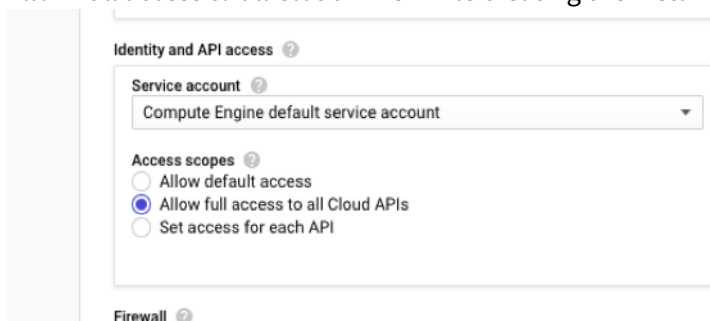 Identity and API access
Service account
Compute Engine default service account
Access scopes
Allow default access
Allow full access to all Cloud APIs
Set access for each API
Firewall